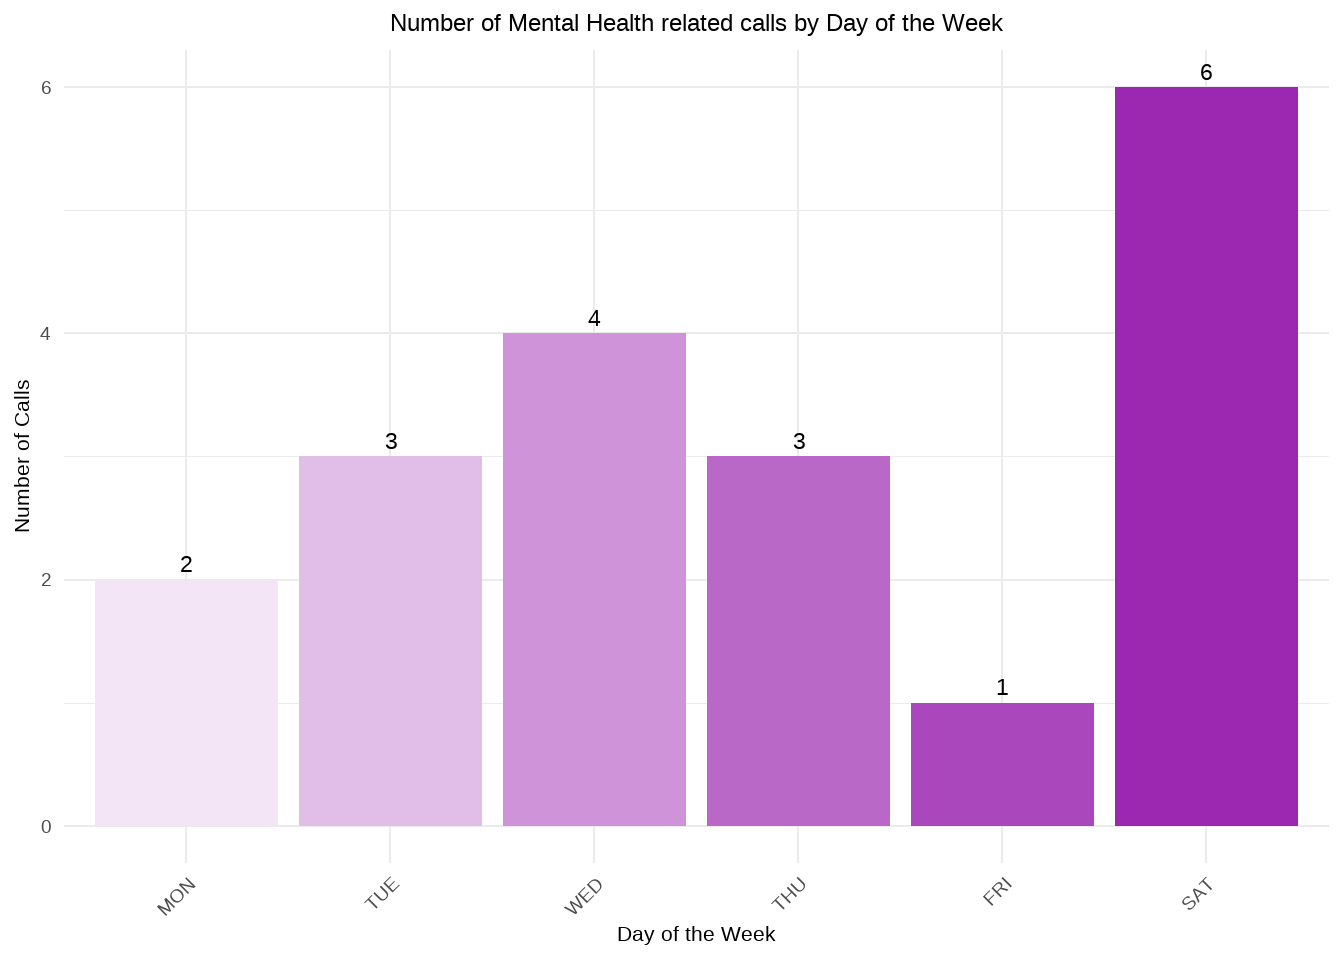 Number of Mental Health related calls by Day of the Week
6
6
4
4
3
3
2
2
1
0
Number of Calls
MON
TUE
WED
THU
FRI
SAT
Day of the Week